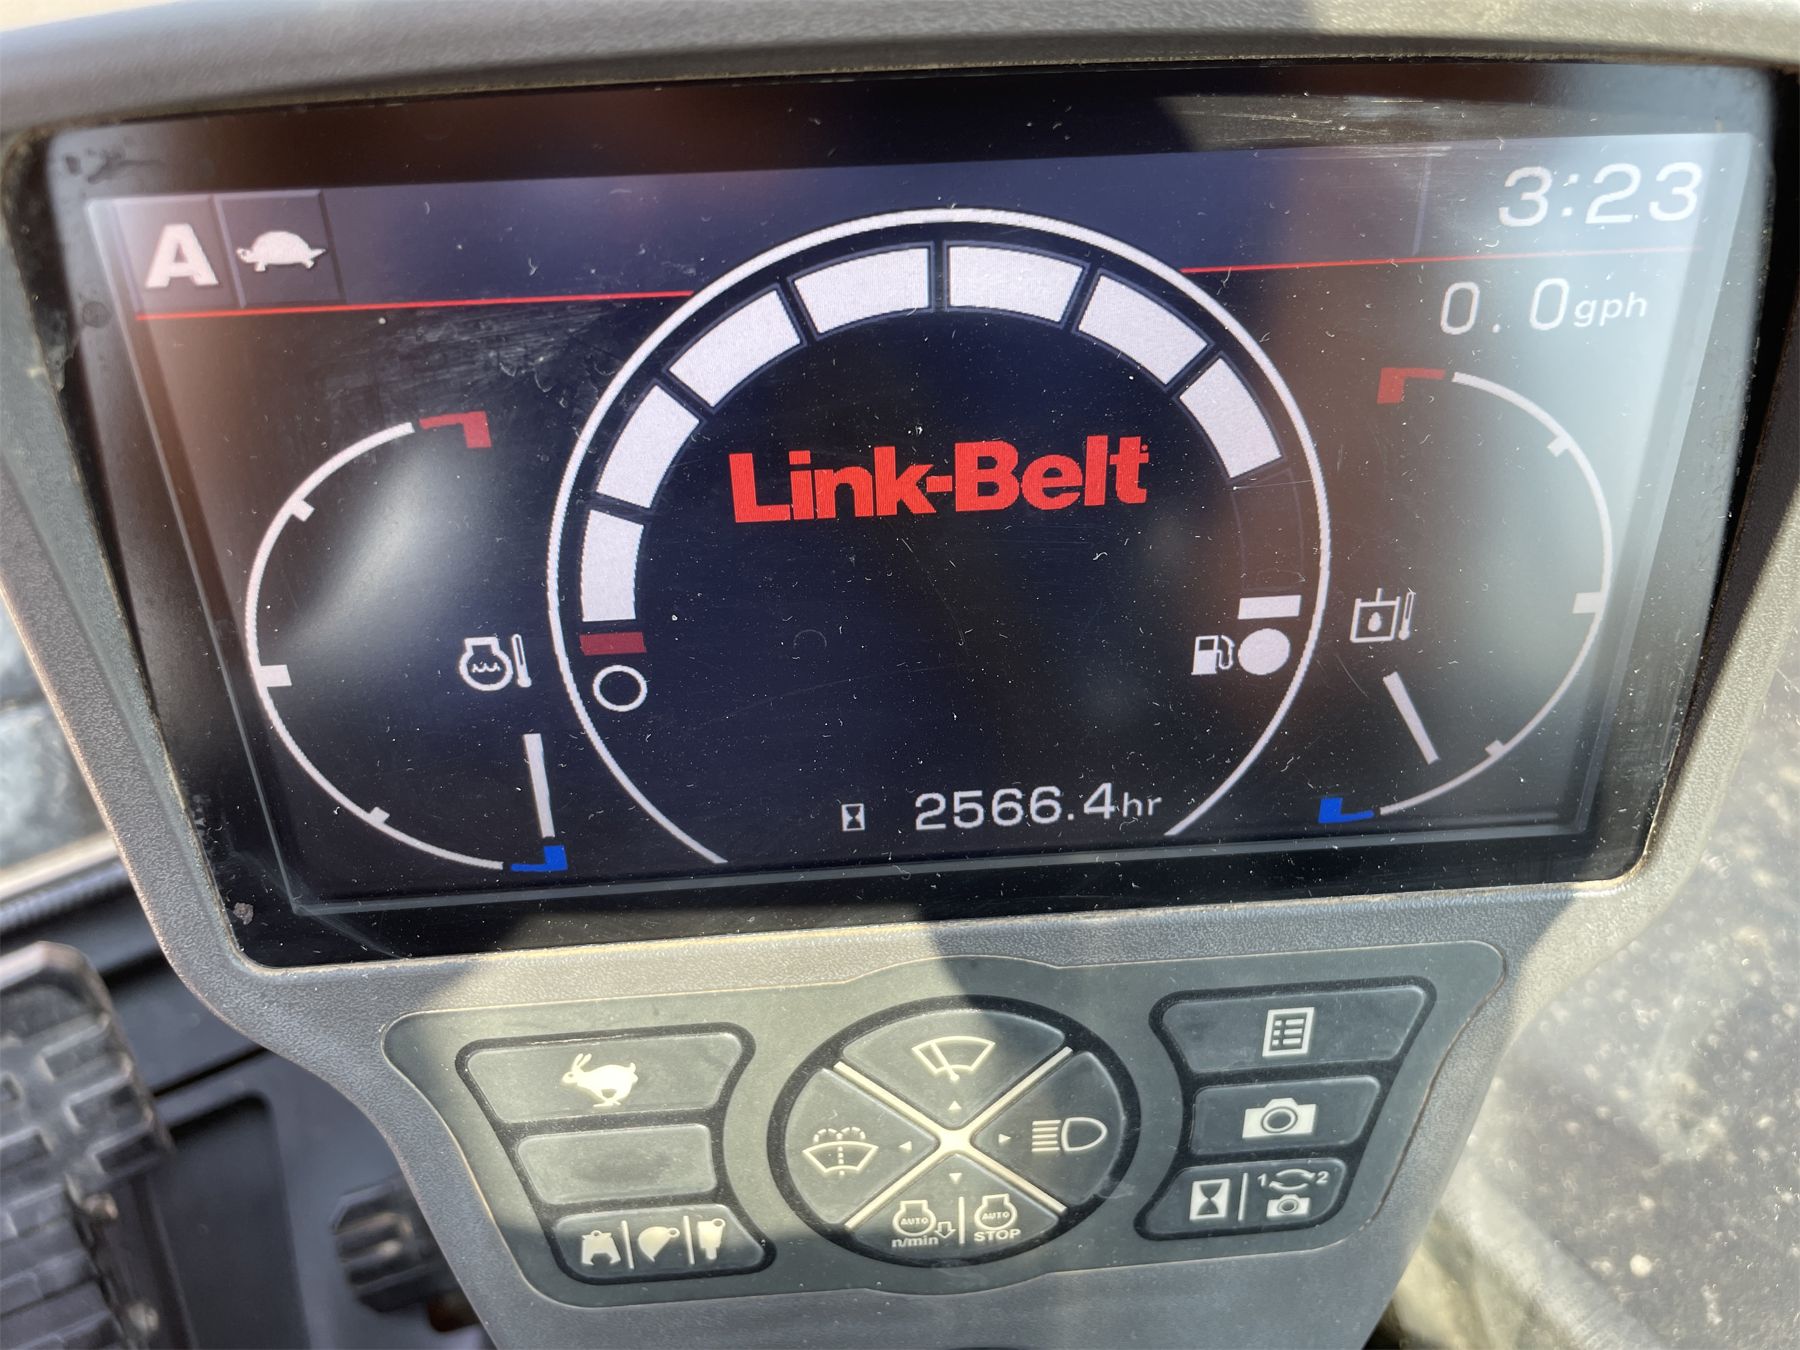 A
3:23
0.0gph
Link-Belt
2566.4hr
1 2
AUTO AUTO
n/min STOP